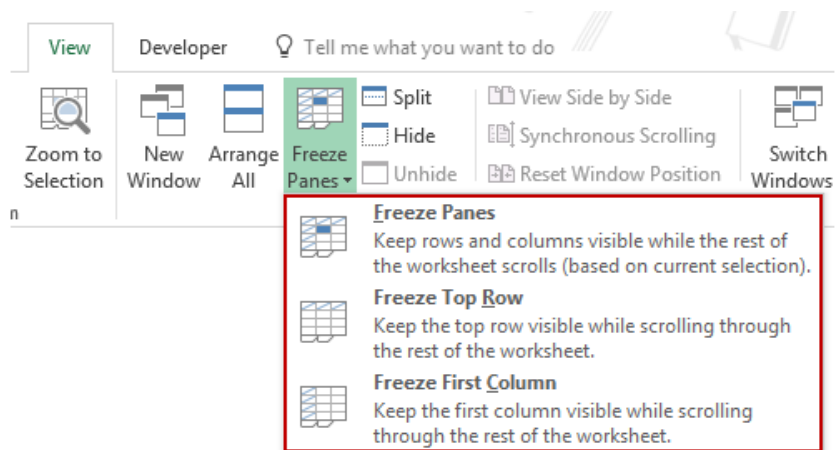 View
Developer
Tell me what you want to do
Zoom to
Selection
New
Window
Arrange
All
Freeze
Panes
Split
Hide
Unhide
View Side by Side
Synchronous Scrolling
Reset Window Position
Switch
Windows
n
Freeze Panes
Keep rows and columns visible while the rest of
the worksheet scrolls (based on current selection).
Freeze Top Row
Keep the top row visible while scrolling through
the rest of the worksheet.
Freeze First Column
Keep the first column visible while scrolling
through the rest of the worksheet.